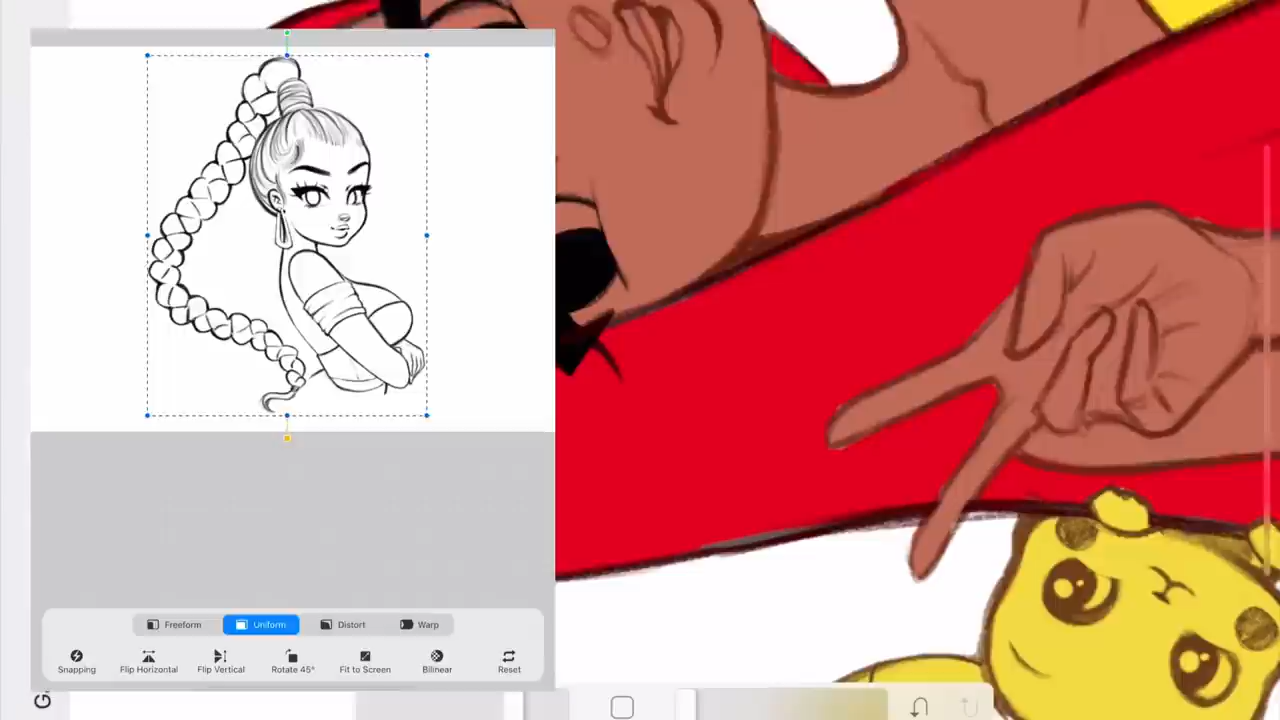 Freeform Uniform Distort Warp
Snapping Flip Horizontal Flip Vertical Rotate 45° Fit to Screen Bilinear Reset